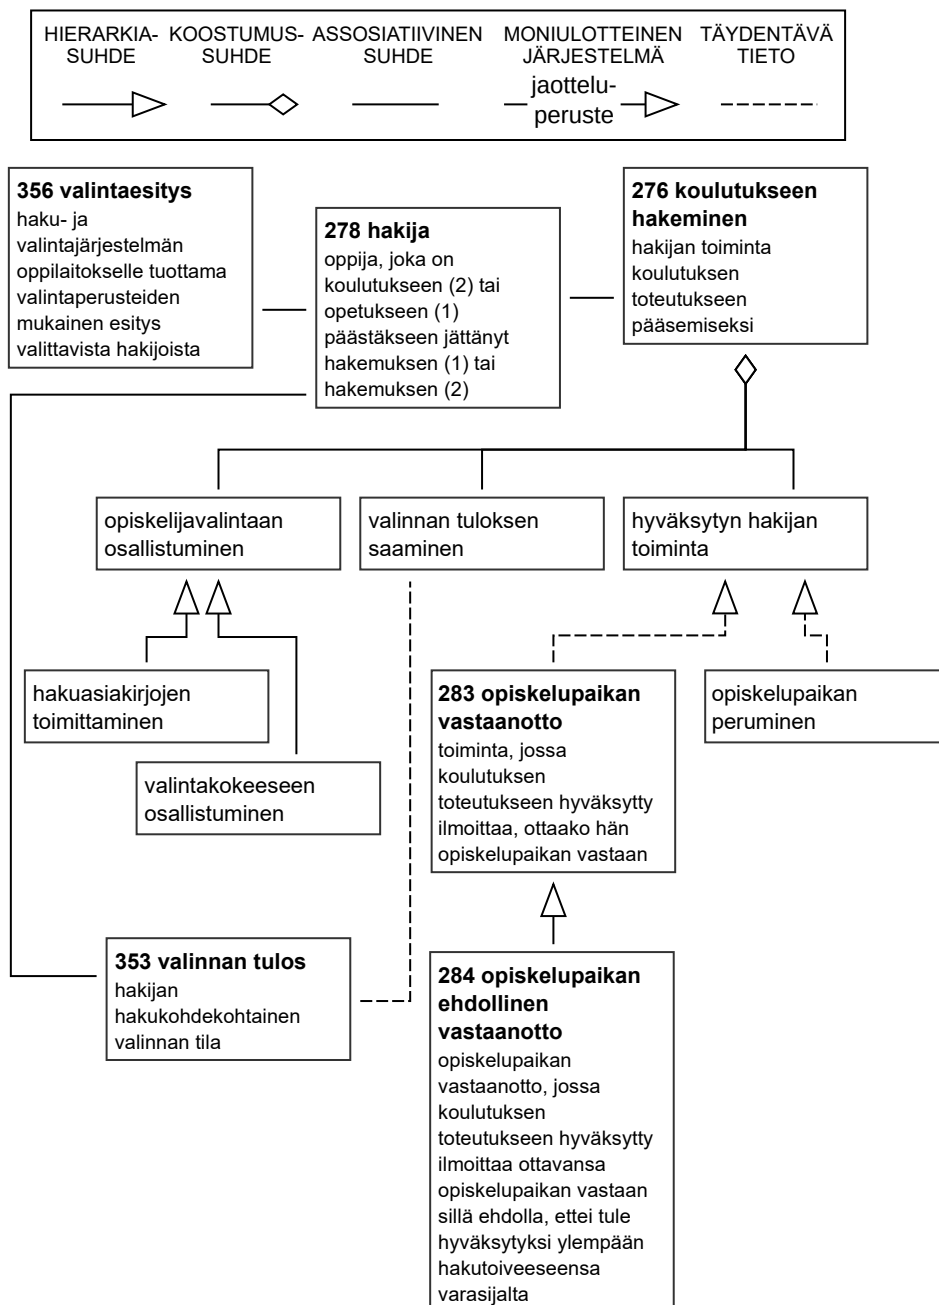 HIERARKIA-
SUHDE
KOOSTUMUS-
SUHDE
ASSOSIATIIVINEN
SUHDE
MONIULOTTEINEN
JÄRJESTELMÄ
TÄYDENTÄVÄ
TIETO
jaottelu-
peruste
356 valintaesitys
haku- ja
valintajärjestelmän
oppilaitokselle tuottama
valintaperusteiden
mukainen esitys
valittavista hakijoista
278 hakija
oppija, joka on
koulutukseen (2) tai
opetukseen (1)
päästäkseen jättänyt
hakemuksen (1) tai
hakemuksen (2)
276 koulutukseen
hakeminen
hakijan toiminta
koulutuksen
toteutukseen
pääsemiseksi
opiskelijavalintaan
osallistuminen
valinnan tuloksen
saaminen
hyväksytyn hakijan
toiminta
hakuasiakirjojen
toimittaminen
valintakokeeseen
osallistuminen
283 opiskelupaikan
vastaanotto
toiminta, jossa
koulutuksen
toteutukseen hyväksytty
ilmoittaa, ottaako hän
opiskelupaikan vastaan
opiskelupaikan
peruminen
353 valinnan tulos
hakijan
hakukohdekohtainen
valinnan tila
284 opiskelupaikan
ehdollinen
vastaanotto
opiskelupaikan
vastaanotto, jossa
koulutuksen
toteutukseen hyväksytty
ilmoittaa ottavansa
opiskelupaikan vastaan
sillä ehdolla, ettei tule
hyväksytyksi ylempään
hakutoiveeseensa
varasijalta